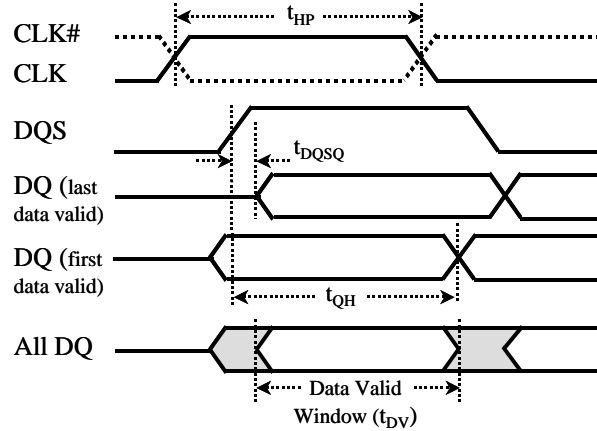 CLK#
tHP
CLK
DQS
tDQSQ
DQ (last
data valid)
DQ (first
data valid)
tQH
All DQ
Data Valid
Window (tDV)